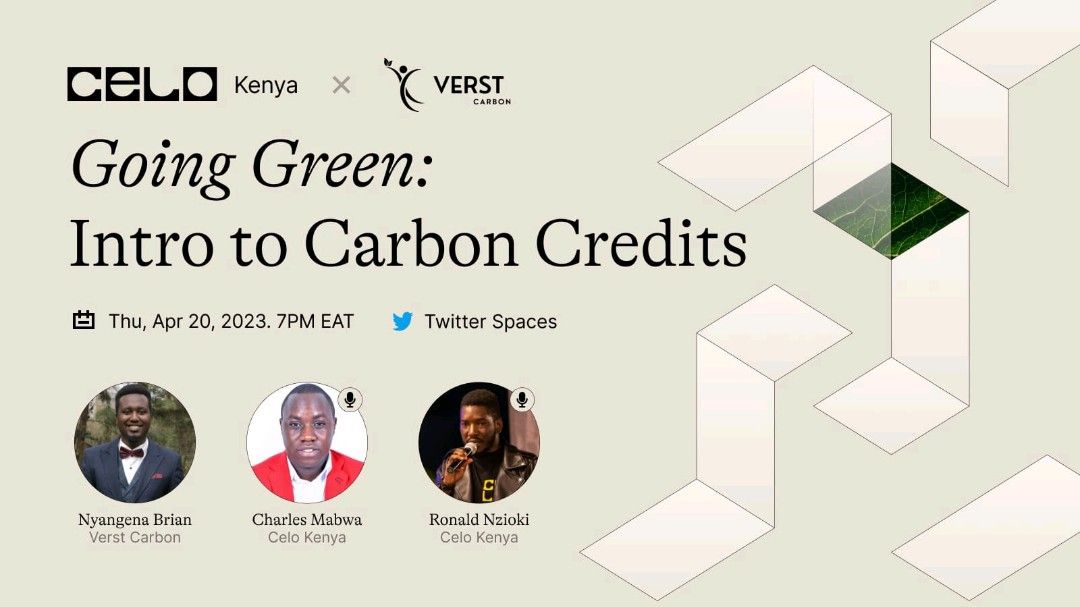 CELO Kenya × VERST CARBON
Going Green:
Intro to Carbon Credits
Thu, Apr 20, 2023. 7PM EAT Twitter Spaces
Nyangena Brian Charles Mabwa Ronald Nzioki
Verst Carbon Celo Kenya Celo Kenya